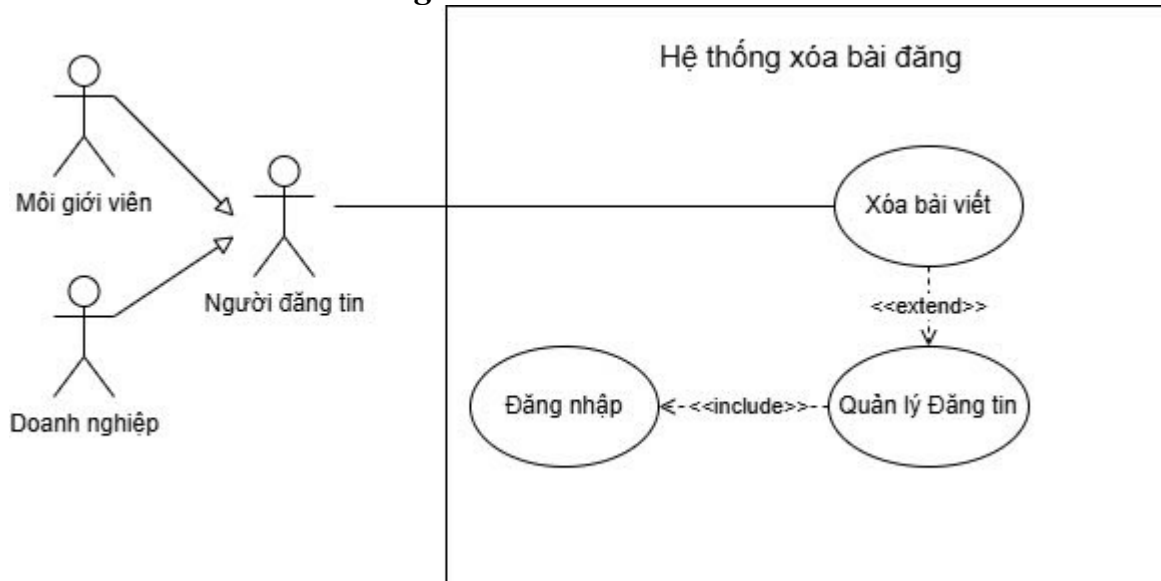 g
Hệ thống xóa bài đăng
Môi giới viên
Xóa bài viết
Người đăng tin
<<extend>>
Doanh nghiệp
Đăng nhập
<<include>>
Quản lý Đăng tin